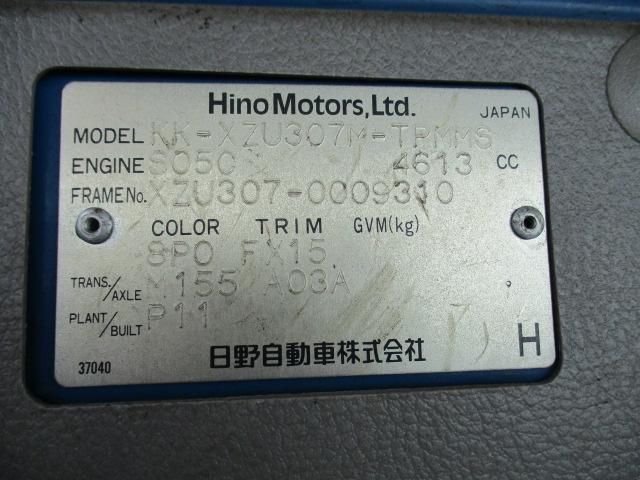 Hino Motors, Ltd. JAPAN
MODEL KK-XZU307M-TPMMS
ENGINE S05C 4613 CC
FRAME No. XZU307-0009310
COLOR TRIM GVM(kg)
8P0 FX15
TRANS./AXLE M155 A03A
PLANT/BUILT P11
37040 日野自動車株式会社 H